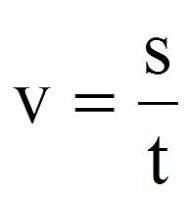 v = s/t